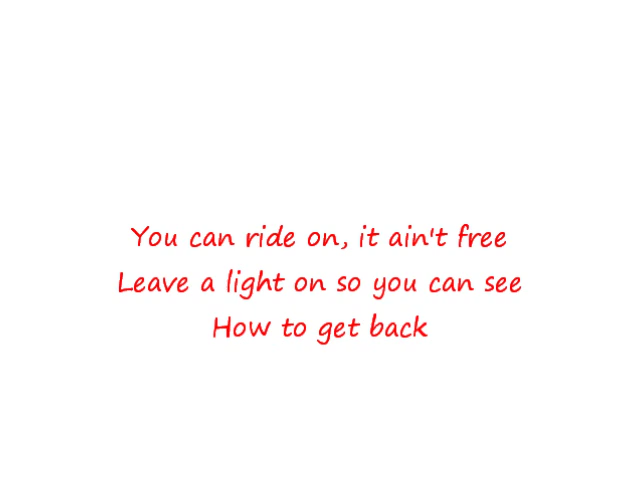 You can ride on, it ain't free
Leave a light on so you can see
How to get back